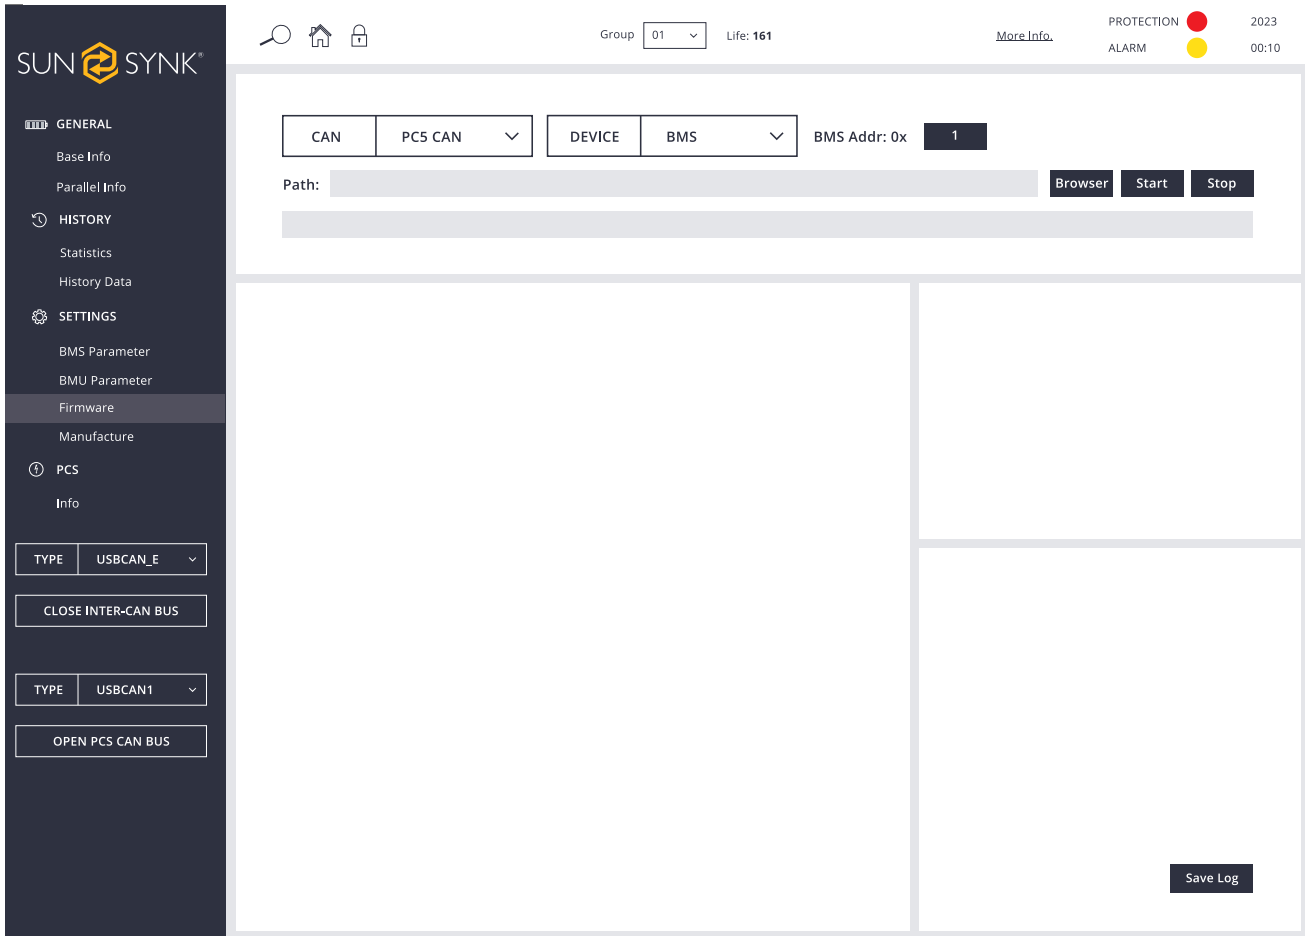 SUN SYNK®
GENERAL
Base Info
Parallel Info
HISTORY
Statistics
History Data
SETTINGS
BMS Parameter
BMU Parameter
Firmware
Manufacture
PCS
Info
TYPE USBCAN_E
CLOSE INTER-CAN BUS
TYPE USBCAN1
OPEN PCS CAN BUS
Group 01 Life: 161 More Info. PROTECTION 2023
ALARM 00:10
CAN PC5 CAN DEVICE BMS BMS Addr: 0x 1
Path: Browser Start Stop
Save Log